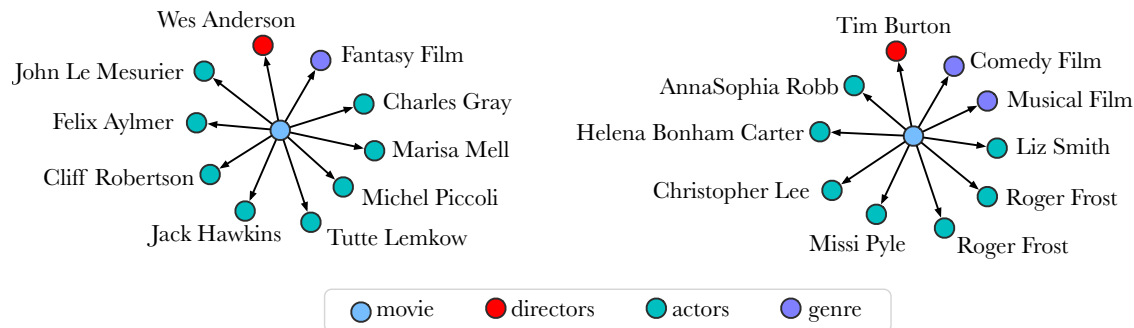 Wes Anderson
Fantasy Film
John Le Mesurier
Charles Gray
Felix Aylmer
Marisa Mell
Cliff Robertson
Michel Piccoli
Jack Hawkins
Tutte Lemkow
Tim Burton
Comedy Film
AnnaSophia Robb
Musical Film
Helena Bonham Carter
Liz Smith
Christopher Lee
Roger Frost
Missi Pyle
Roger Frost
movie
directors
actors
genre